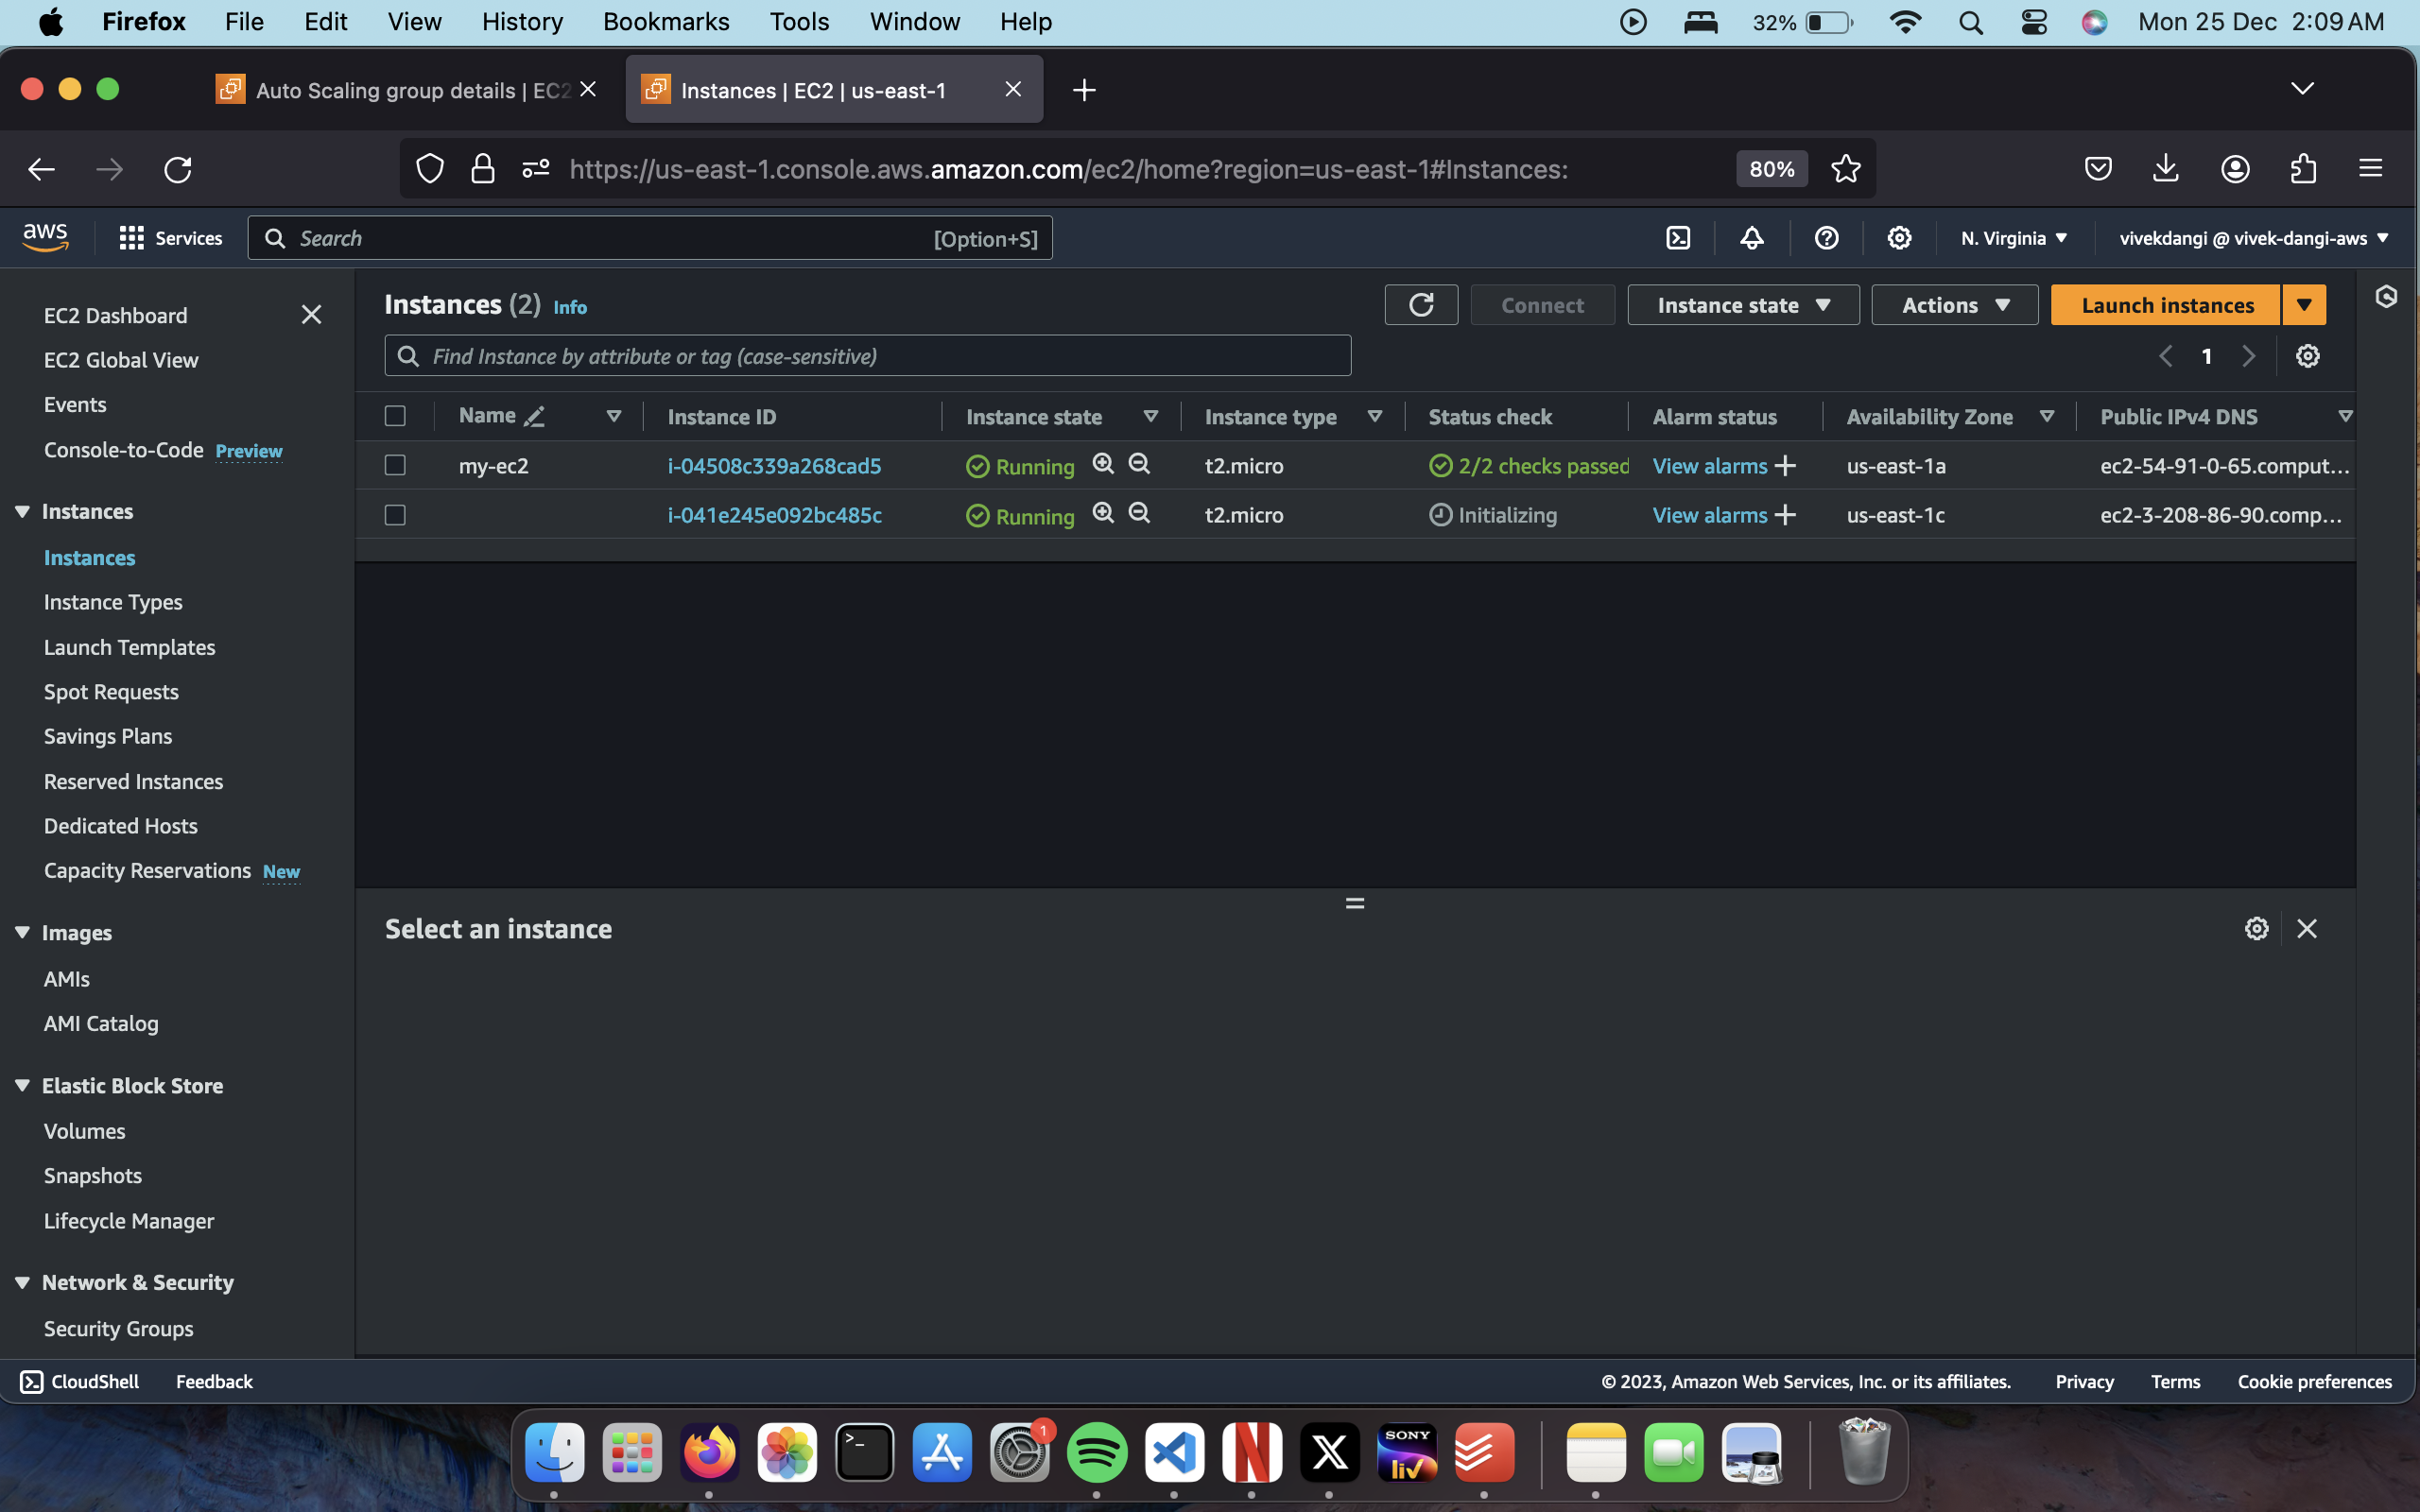 Firefox File Edit View History Bookmarks Tools Window Help 32% Mon 25 Dec 2:09 AM
Auto Scaling group details | EC2 Instances | EC2 | us-east-1
https://us-east-1.console.aws.amazon.com/ec2/home?region=us-east-1#Instances: 80%
aws Services Search [Option+S] N. Virginia vivekdangi @ vivek-dangi-aws
EC2 Dashboard
EC2 Global View
Events
Console-to-Code Preview
Instances
Instances
Instance Types
Launch Templates
Spot Requests
Savings Plans
Reserved Instances
Dedicated Hosts
Capacity Reservations New
Images
AMIs
AMI Catalog
Elastic Block Store
Volumes
Snapshots
Lifecycle Manager
Network & Security
Security Groups
Instances (2) Info Connect Instance state Actions Launch instances
Find Instance by attribute or tag (case-sensitive) 1
Name Instance ID Instance state Instance type Status check Alarm status Availability Zone Public IPv4 DNS
my-ec2 i-04508c339a268cad5 Running t2.micro 2/2 checks passed View alarms us-east-1a ec2-54-91-0-65.comput...
i-041e245e092bc485c Running t2.micro Initializing View alarms us-east-1c ec2-3-208-86-90.comp...
Select an instance
CloudShell Feedback © 2023, Amazon Web Services, Inc. or its affiliates. Privacy Terms Cookie preferences
1
SONY
liv